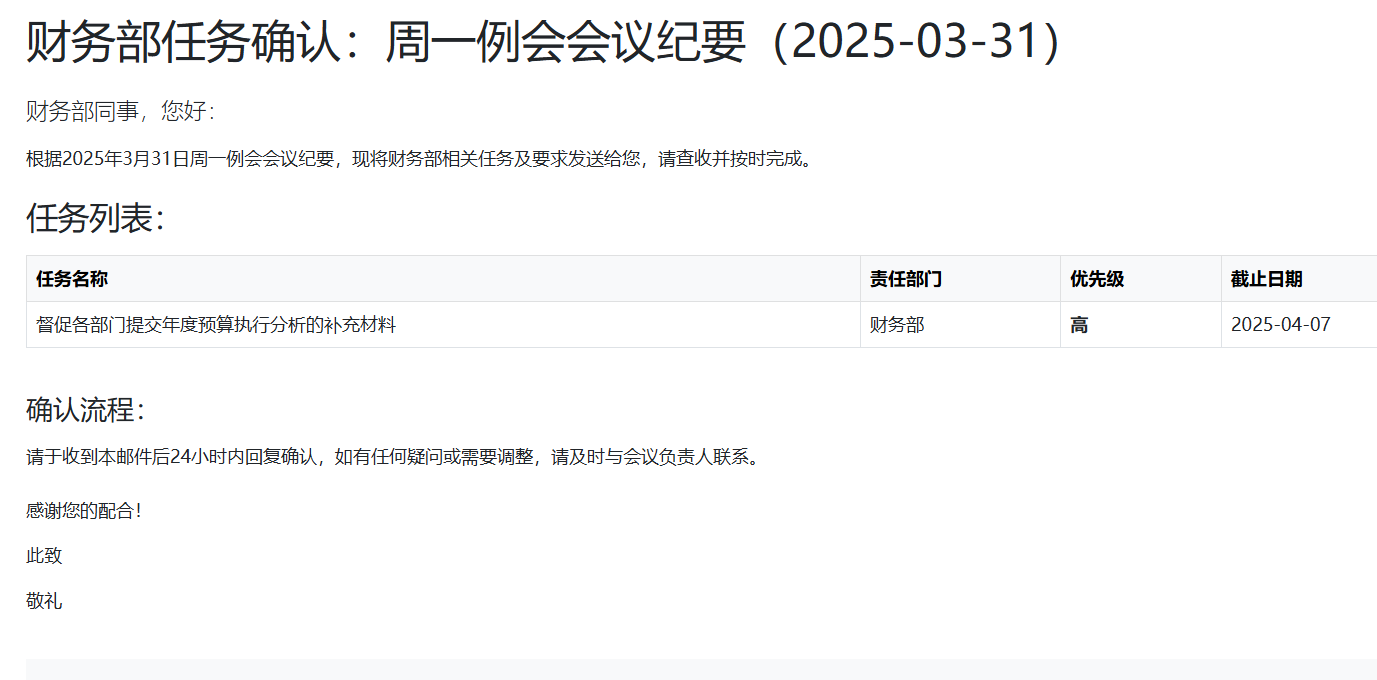 财务部任务确认：周一例会会议纪要（2025-03-31）
财务部同事，您好：
根据2025年3月31日周一例会会议纪要，现将财务部相关任务及要求发送给您，请查收并按时完成。
任务列表：
任务名称 责任部门 优先级 截止日期
督促各部门提交年度预算执行分析的补充材料 财务部 高 2025-04-07
确认流程：
请于收到本邮件后24小时内回复确认，如有任何疑问或需要调整，请及时与会议负责人联系。
感谢您的配合！
此致
敬礼